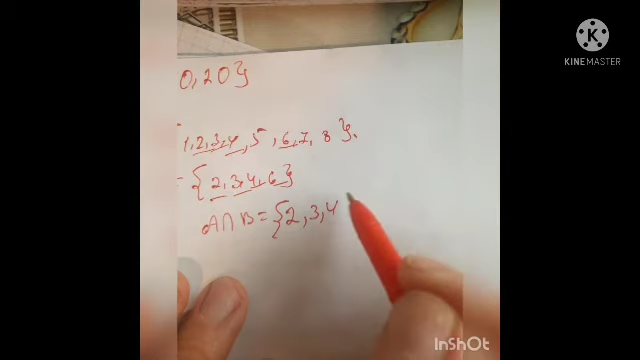 0,20}
1,2,3,4,5,6,7,8}.
= {2,3,4,6}
A∩B={2,3,4
KINEMASTER
InShOt